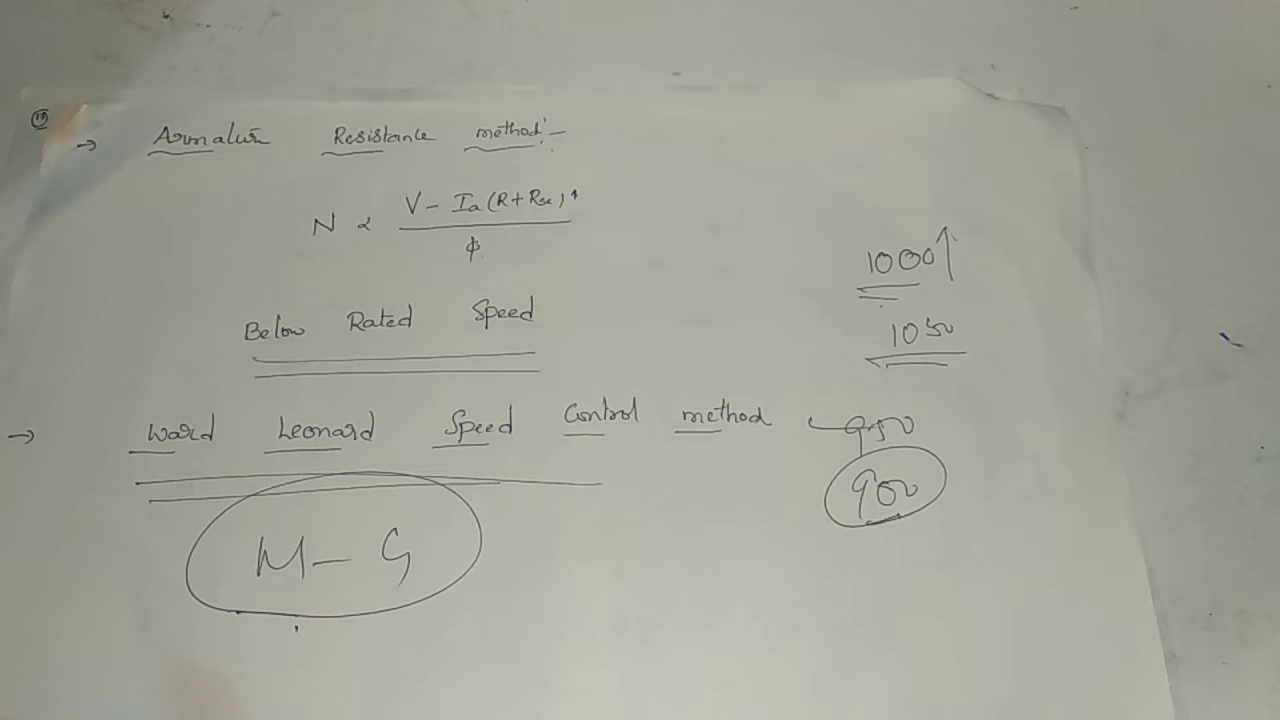 → Armature Resistance method:-
N ∝ V - Ia (R + Rse) ↑ / ϕ
Below Rated Speed
→ Ward Leonard Speed Control method
M - G
1000 ↑
1050
950
900